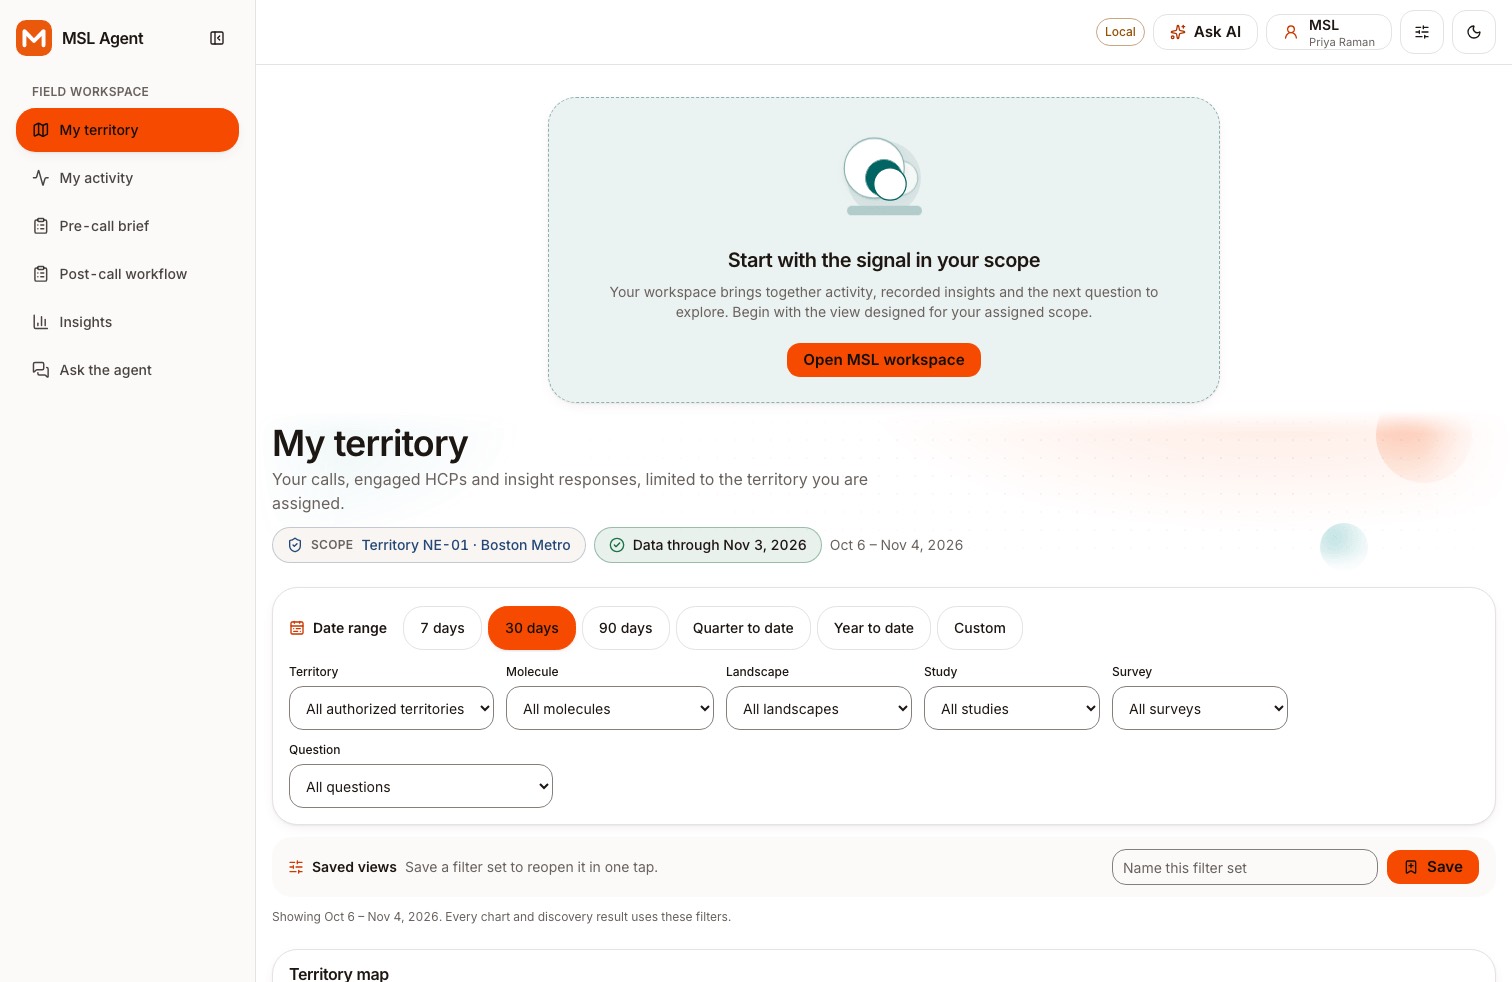 MSL Agent
FIELD WORKSPACE
My territory
My activity
Pre-call brief
Post-call workflow
Insights
Ask the agent
Local
Ask AI
MSL
Priya Raman
Start with the signal in your scope
Your workspace brings together activity, recorded insights and the next question to
explore. Begin with the view designed for your assigned scope.
Open MSL workspace
My territory
Your calls, engaged HCPs and insight responses, limited to the territory you are
assigned.
SCOPE Territory NE-01 · Boston Metro
Data through Nov 3, 2026
Oct 6 – Nov 4, 2026
Date range
7 days
30 days
90 days
Quarter to date
Year to date
Custom
Territory
All authorized territories
Molecule
All molecules
Landscape
All landscapes
Study
All studies
Survey
All surveys
Question
All questions
Saved views Save a filter set to reopen it in one tap.
Name this filter set
Save
Showing Oct 6 – Nov 4, 2026. Every chart and discovery result uses these filters.
Territory map